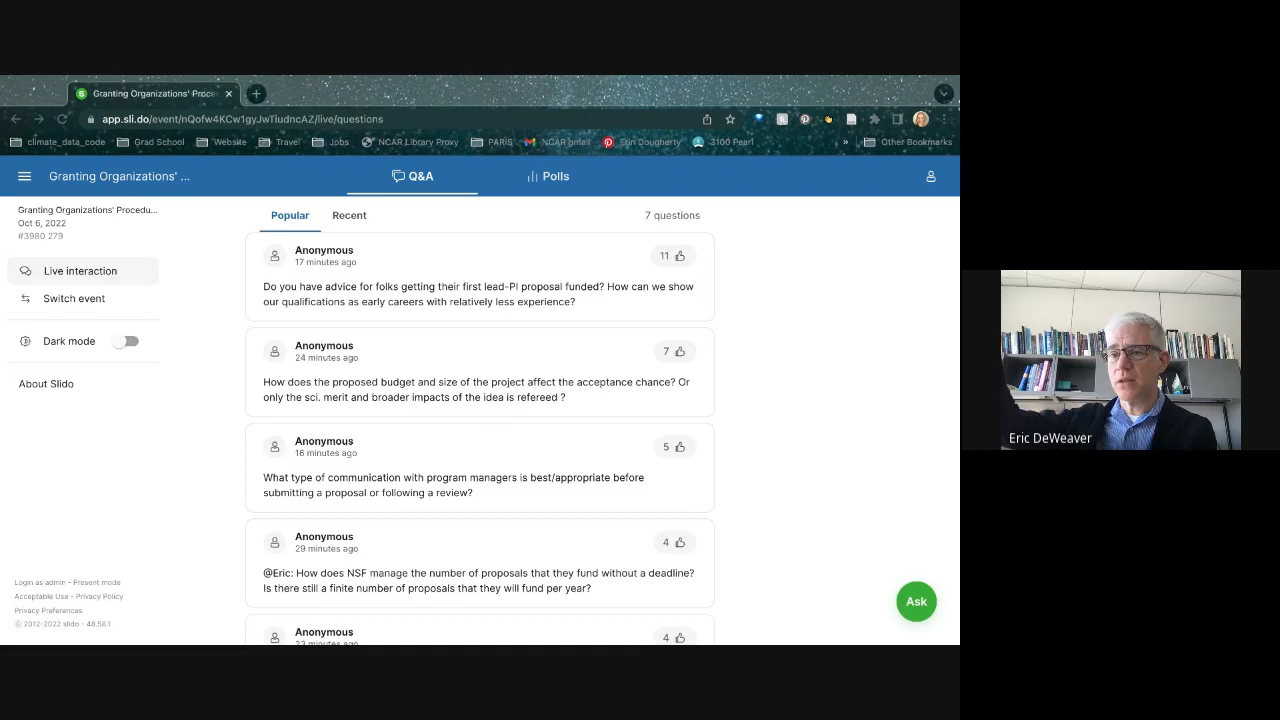 Granting Organizations' Proce
app.sli.do/event/nQofw4KCw1gyJwTiudncAZ/live/questions
climate_data_code Grad School Website Travel Jobs NCAR Library Proxy PARIS NCAR gmail Erin Dougherty 3100 Pearl » Other Bookmarks
Granting Organizations' ... Q&A Polls
Granting Organizations' Procedu...
Oct 6, 2022
#3980 279
Live interaction
Switch event
Dark mode
About Slido
Login as admin - Present mode
Acceptable Use - Privacy Policy
Privacy Preferences
© 2012-2022 slido - 48.58.1
Popular Recent 7 questions
Anonymous
17 minutes ago
11
Do you have advice for folks getting their first lead-PI proposal funded? How can we show
our qualifications as early careers with relatively less experience?
Anonymous
24 minutes ago
7
How does the proposed budget and size of the project affect the acceptance chance? Or
only the sci. merit and broader impacts of the idea is refereed ?
Anonymous
16 minutes ago
5
What type of communication with program managers is best/appropriate before
submitting a proposal or following a review?
Anonymous
29 minutes ago
4
@Eric: How does NSF manage the number of proposals that they fund without a deadline?
Is there still a finite number of proposals that they will fund per year?
Anonymous
23 minutes ago
4
Ask
Eric DeWeaver